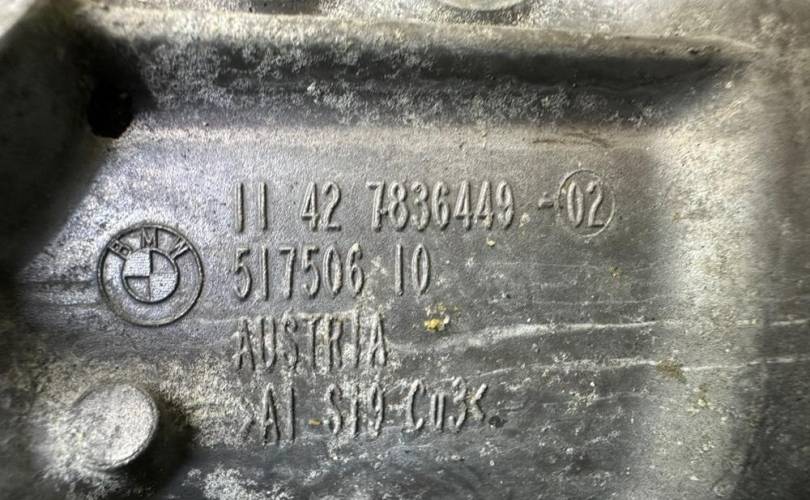 11 42 7836449 -02
BMW
517506 10
AUSTRIA
>Al Si9 Cu3<